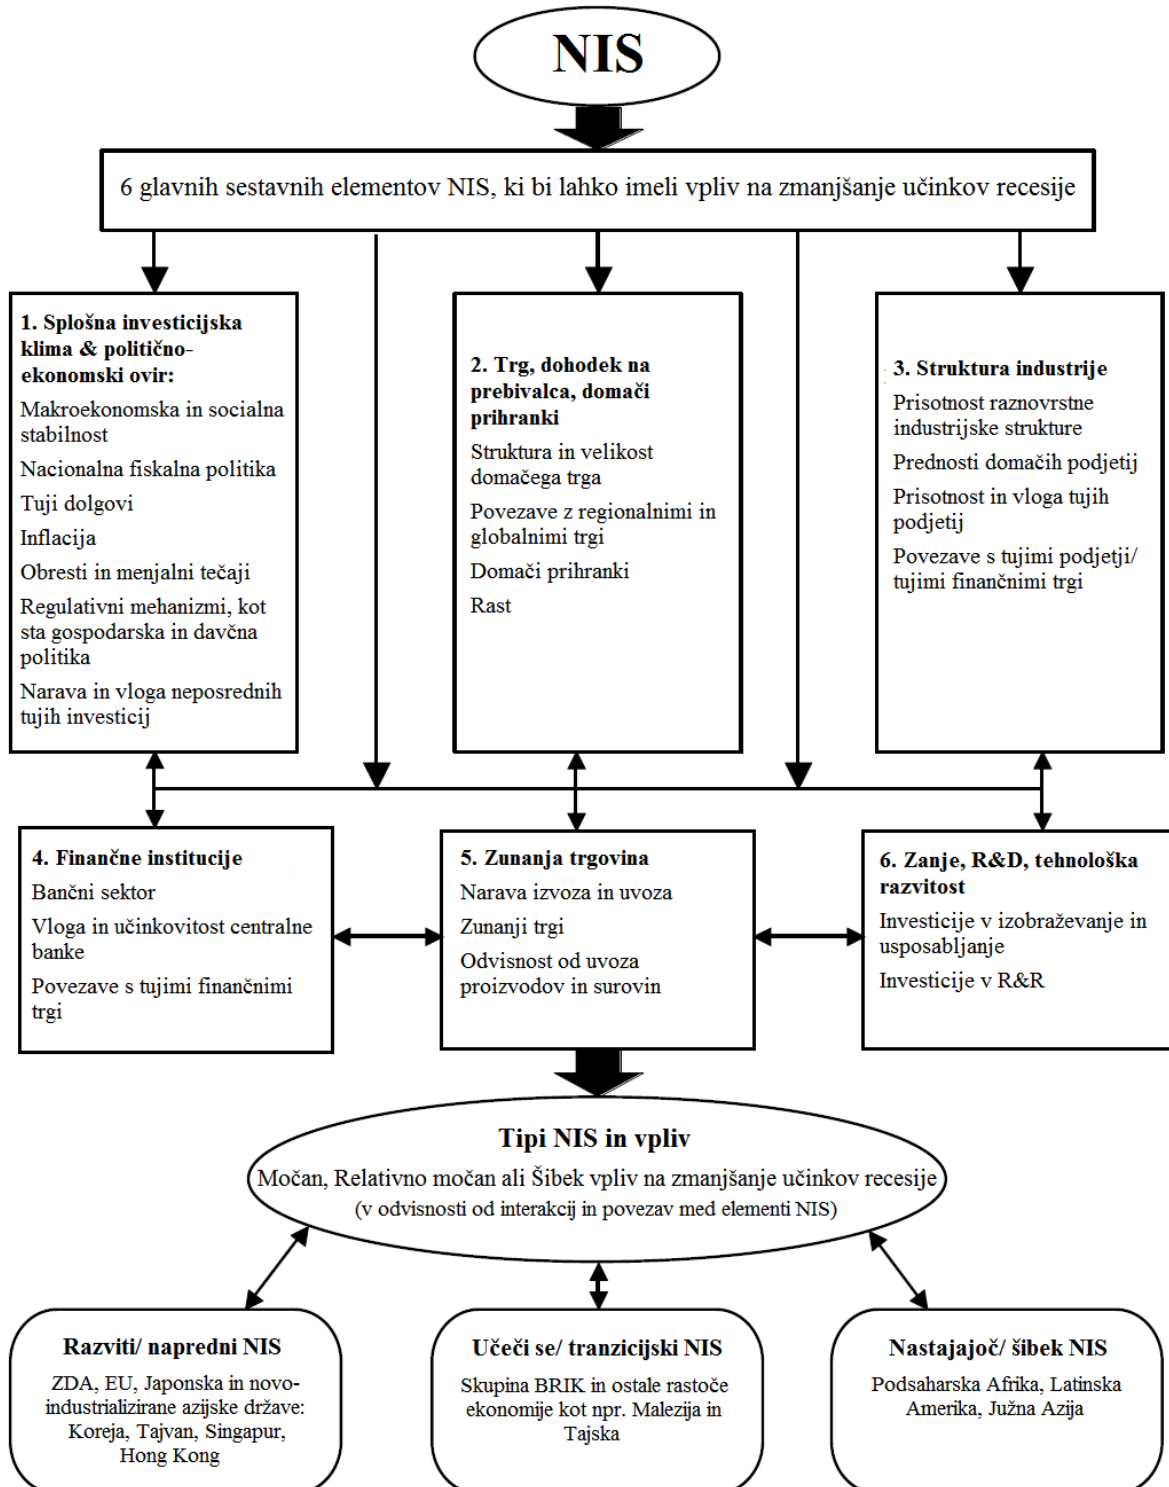 NIS
6 glavnih sestavnih elementov NIS, ki bi lahko imeli vpliv na zmanjšanje učinkov recesije
1. Splošna investicijska
klima & politično-
ekonomski ovir:
Makroekonomska in socialna
stabilnost
Nacionalna fiskalna politika
Tuji dolgovi
Inflacija
Obresti in menjalni tečaji
Regulativni mehanizmi, kot
sta gospodarska in davčna
politika
Narava in vloga neposrednih
tujih investicij
2. Trg, dohodek na
prebivalca, domači
prihranki
Struktura in velikost
domačega trga
Povezave z regionalnimi in
globalnimi trgi
Domači prihranki
Rast
3. Struktura industrije
Prisotnost raznovrstne
industrijske strukture
Prednosti domačih podjetij
Prisotnost in vloga tujih
podjetij
Povezave s tujimi podjetji/
tujimi finančnimi trgi
4. Finančne institucije
Bančni sektor
Vloga in učinkovitost centralne
banke
Povezave s tujimi finančnimi
trgi
5. Zunanja trgovina
Narava izvoza in uvoza
Zunanji trgi
Odvisnost od uvoza
proizvodov in surovin
6. Zanje, R&D, tehnološka
razvitost
Investicije v izobraževanje in
usposabljanje
Investicije v R&R
Tipi NIS in vpliv
Močan, Relativno močan ali Šibek vpliv na zmanjšanje učinkov recesije
(v odvisnosti od interakcij in povezav med elementi NIS)
Razviti/ napredni NIS
ZDA, EU, Japonska in novo-
industrializirane azijske države:
Koreja, Tajvan, Singapur,
Hong Kong
Učeči se/ tranzicijski NIS
Skupina BRIK in ostale rastoče
ekonomije kot npr. Malezija in
Tajska
Nastajajoč/ šibek NIS
Podsaharska Afrika, Latinska
Amerika, Južna Azija